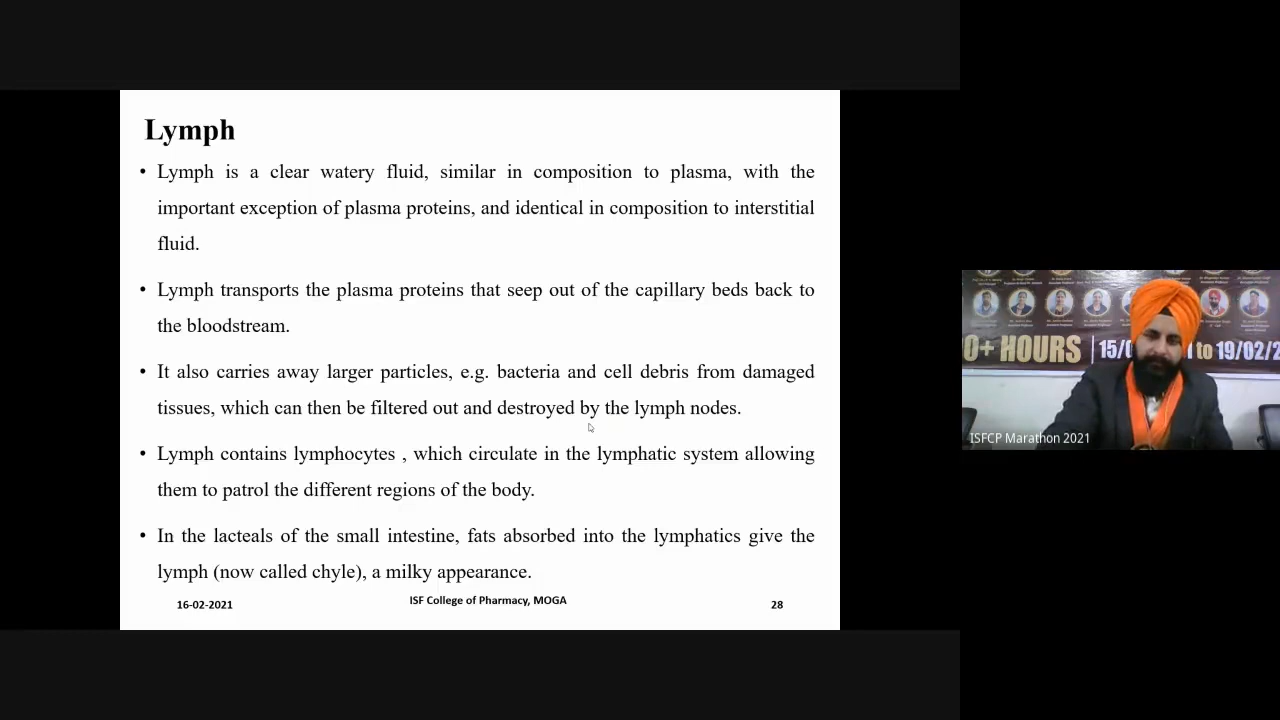 Lymph
• Lymph is a clear watery fluid, similar in composition to plasma, with the
important exception of plasma proteins, and identical in composition to interstitial
fluid.
• Lymph transports the plasma proteins that seep out of the capillary beds back to
the bloodstream.
• It also carries away larger particles, e.g. bacteria and cell debris from damaged
tissues, which can then be filtered out and destroyed by the lymph nodes.
• Lymph contains lymphocytes , which circulate in the lymphatic system allowing
them to patrol the different regions of the body.
• In the lacteals of the small intestine, fats absorbed into the lymphatics give the
lymph (now called chyle), a milky appearance.
16-02-2021
ISF College of Pharmacy, MOGA
28
0+ HOURS
15/0
to 19/02/2
ISFCP Marathon 2021